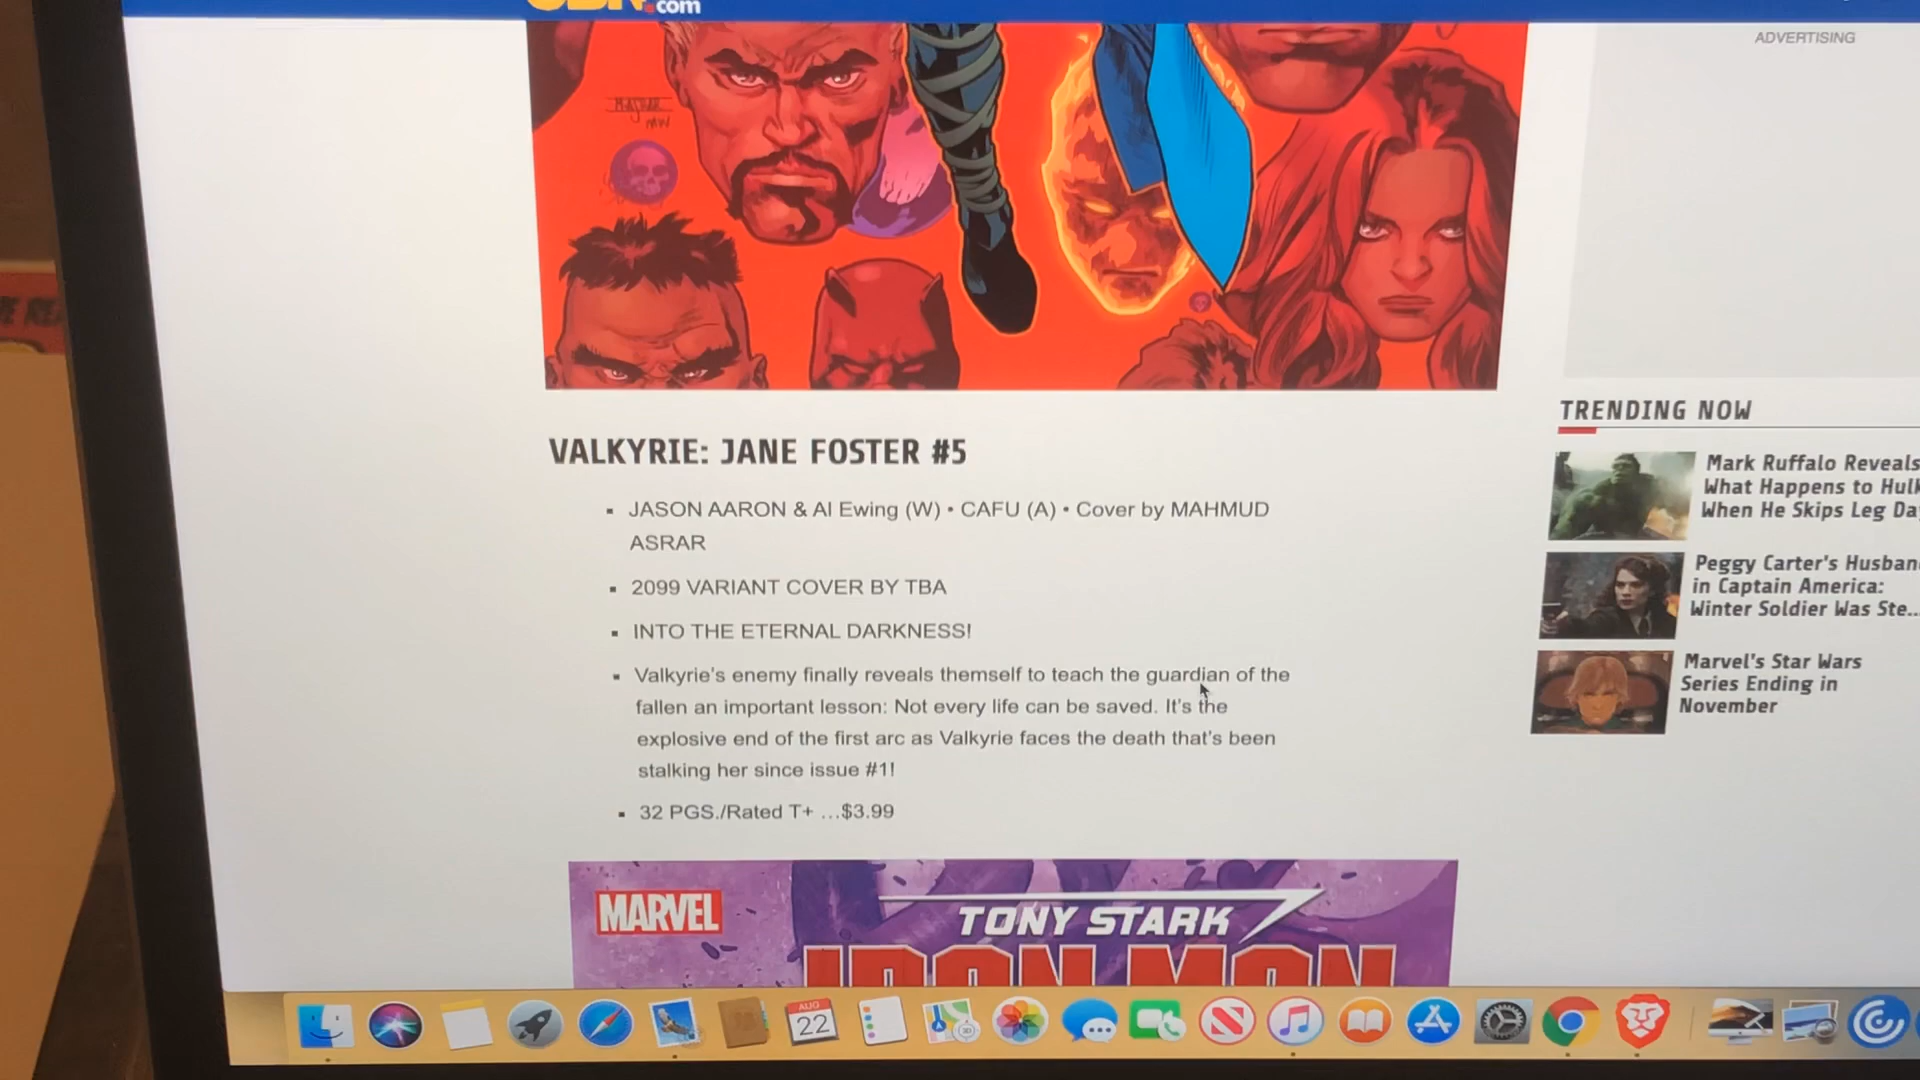 CBR.com
ADVERTISING
VALKYRIE: JANE FOSTER #5
▪ JASON AARON & Al Ewing (W) • CAFU (A) • Cover by MAHMUD
ASRAR
▪ 2099 VARIANT COVER BY TBA
▪ INTO THE ETERNAL DARKNESS!
▪ Valkyrie's enemy finally reveals themself to teach the guardian of the
fallen an important lesson: Not every life can be saved. It's the
explosive end of the first arc as Valkyrie faces the death that's been
stalking her since issue #1!
▪ 32 PGS./Rated T+ …$3.99
TRENDING NOW
Mark Ruffalo Reveals
What Happens to Hulk
When He Skips Leg Da
Peggy Carter's Husban
in Captain America:
Winter Soldier Was Ste...
Marvel's Star Wars
Series Ending in
November
MARVEL
TONY STARK
IRON MAN
AUG
22
3D